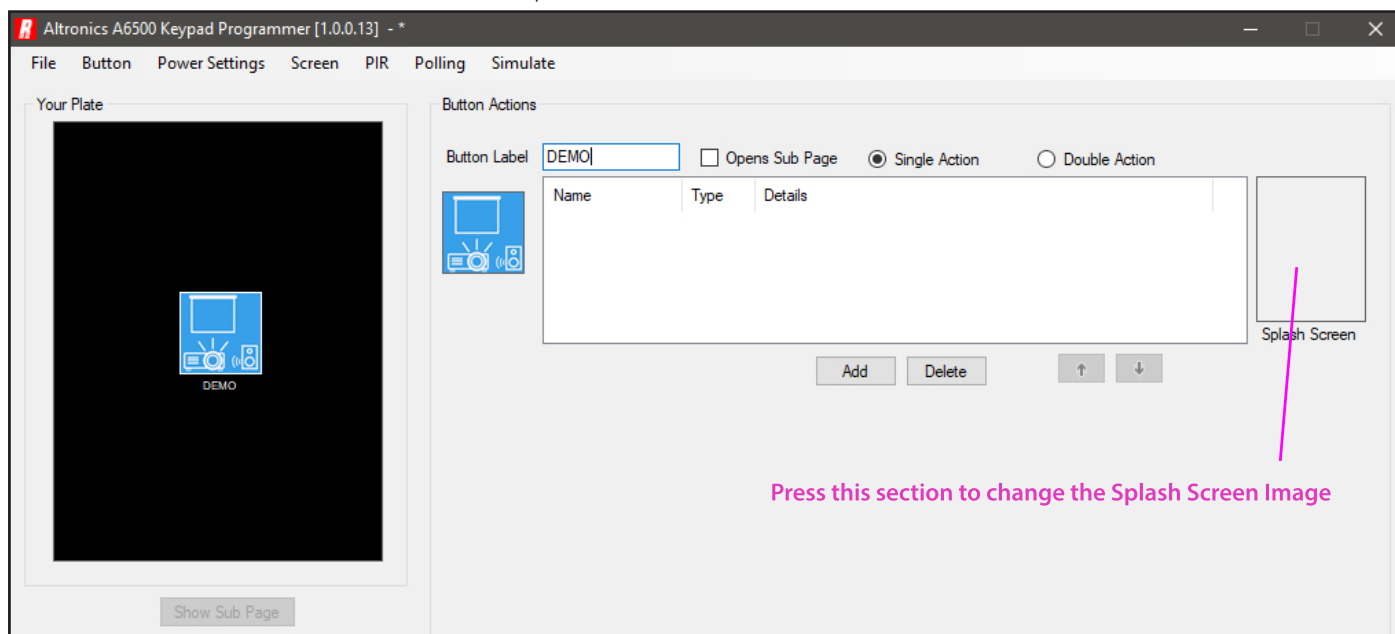 Altronics A6500 Keypad Programmer [1.0.0.13] - *
File Button Power Settings Screen PIR Polling Simulate
Your Plate
DEMO
Show Sub Page
Button Actions
Button Label DEMO Opens Sub Page Single Action Double Action
Name Type Details
Splash Screen
Add Delete
Press this section to change the Splash Screen Image